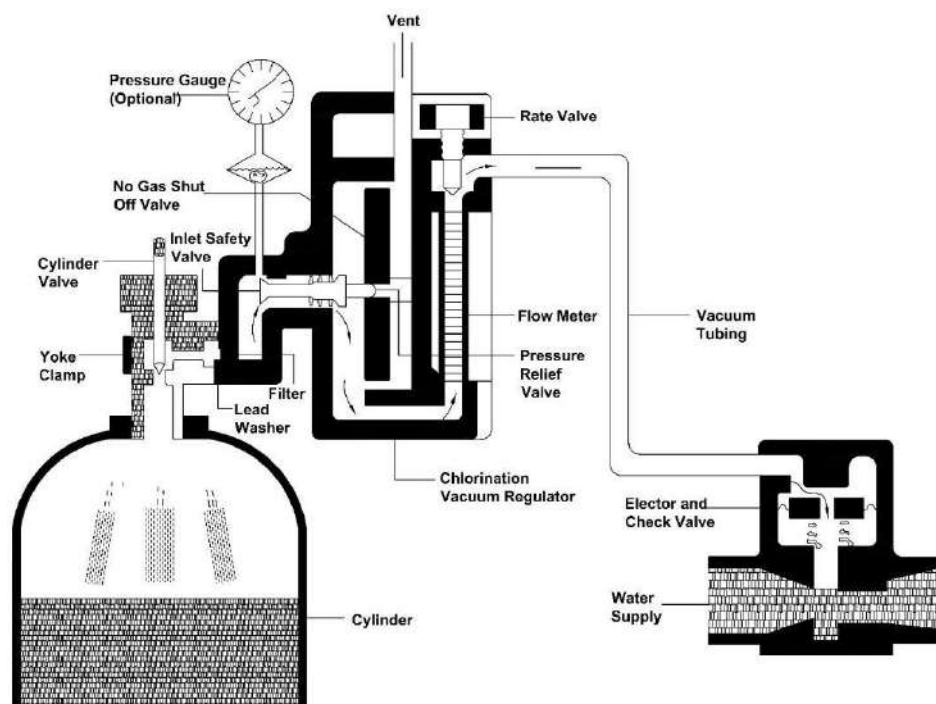 Vent
Pressure Gauge
(Optional)
Rate Valve
No Gas Shut
Off Valve
Inlet Safety
Valve
Cylinder
Valve
Flow Meter
Vacuum
Tubing
Yoke
Clamp
Pressure
Relief
Valve
Filter
Lead
Washer
Chlorination
Vacuum Regulator
Elector and
Check Valve
Water
Supply
Cylinder